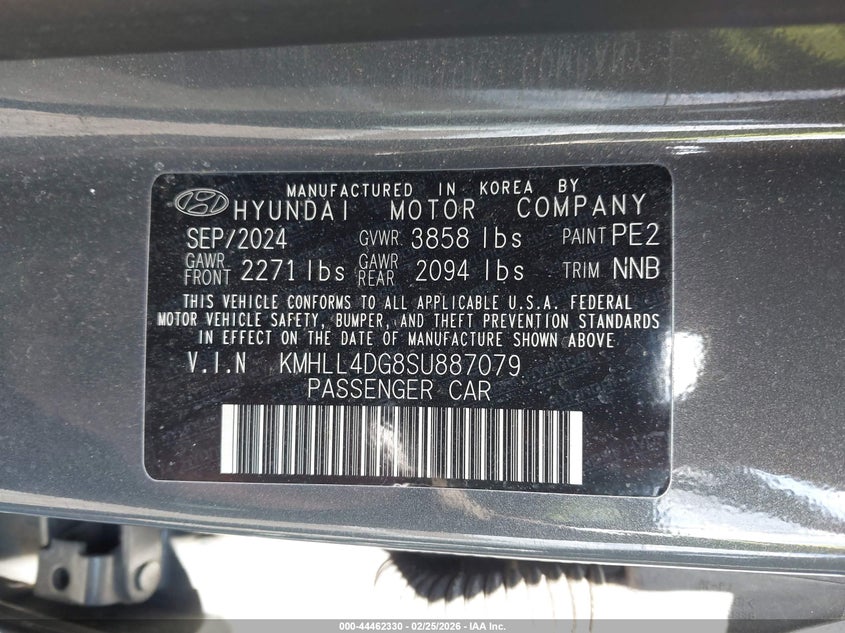 MANUFACTURED IN KOREA BY
HYUNDAI MOTOR COMPANY
SEP/2024 GVWR 3858 lbs PAINT PE2
GAWR FRONT 2271 lbs GAWR REAR 2094 lbs TRIM NNB
THIS VEHICLE CONFORMS TO ALL APPLICABLE U.S.A. FEDERAL
MOTOR VEHICLE SAFETY, BUMPER, AND THEFT PREVENTION STANDARDS
IN EFFECT ON THE DATE OF MANUFACTURE SHOWN ABOVE
V.I.N KMHLL4DG8SU887079
PASSENGER CAR
000-44462330 - 02/25/2026 - IAA Inc.